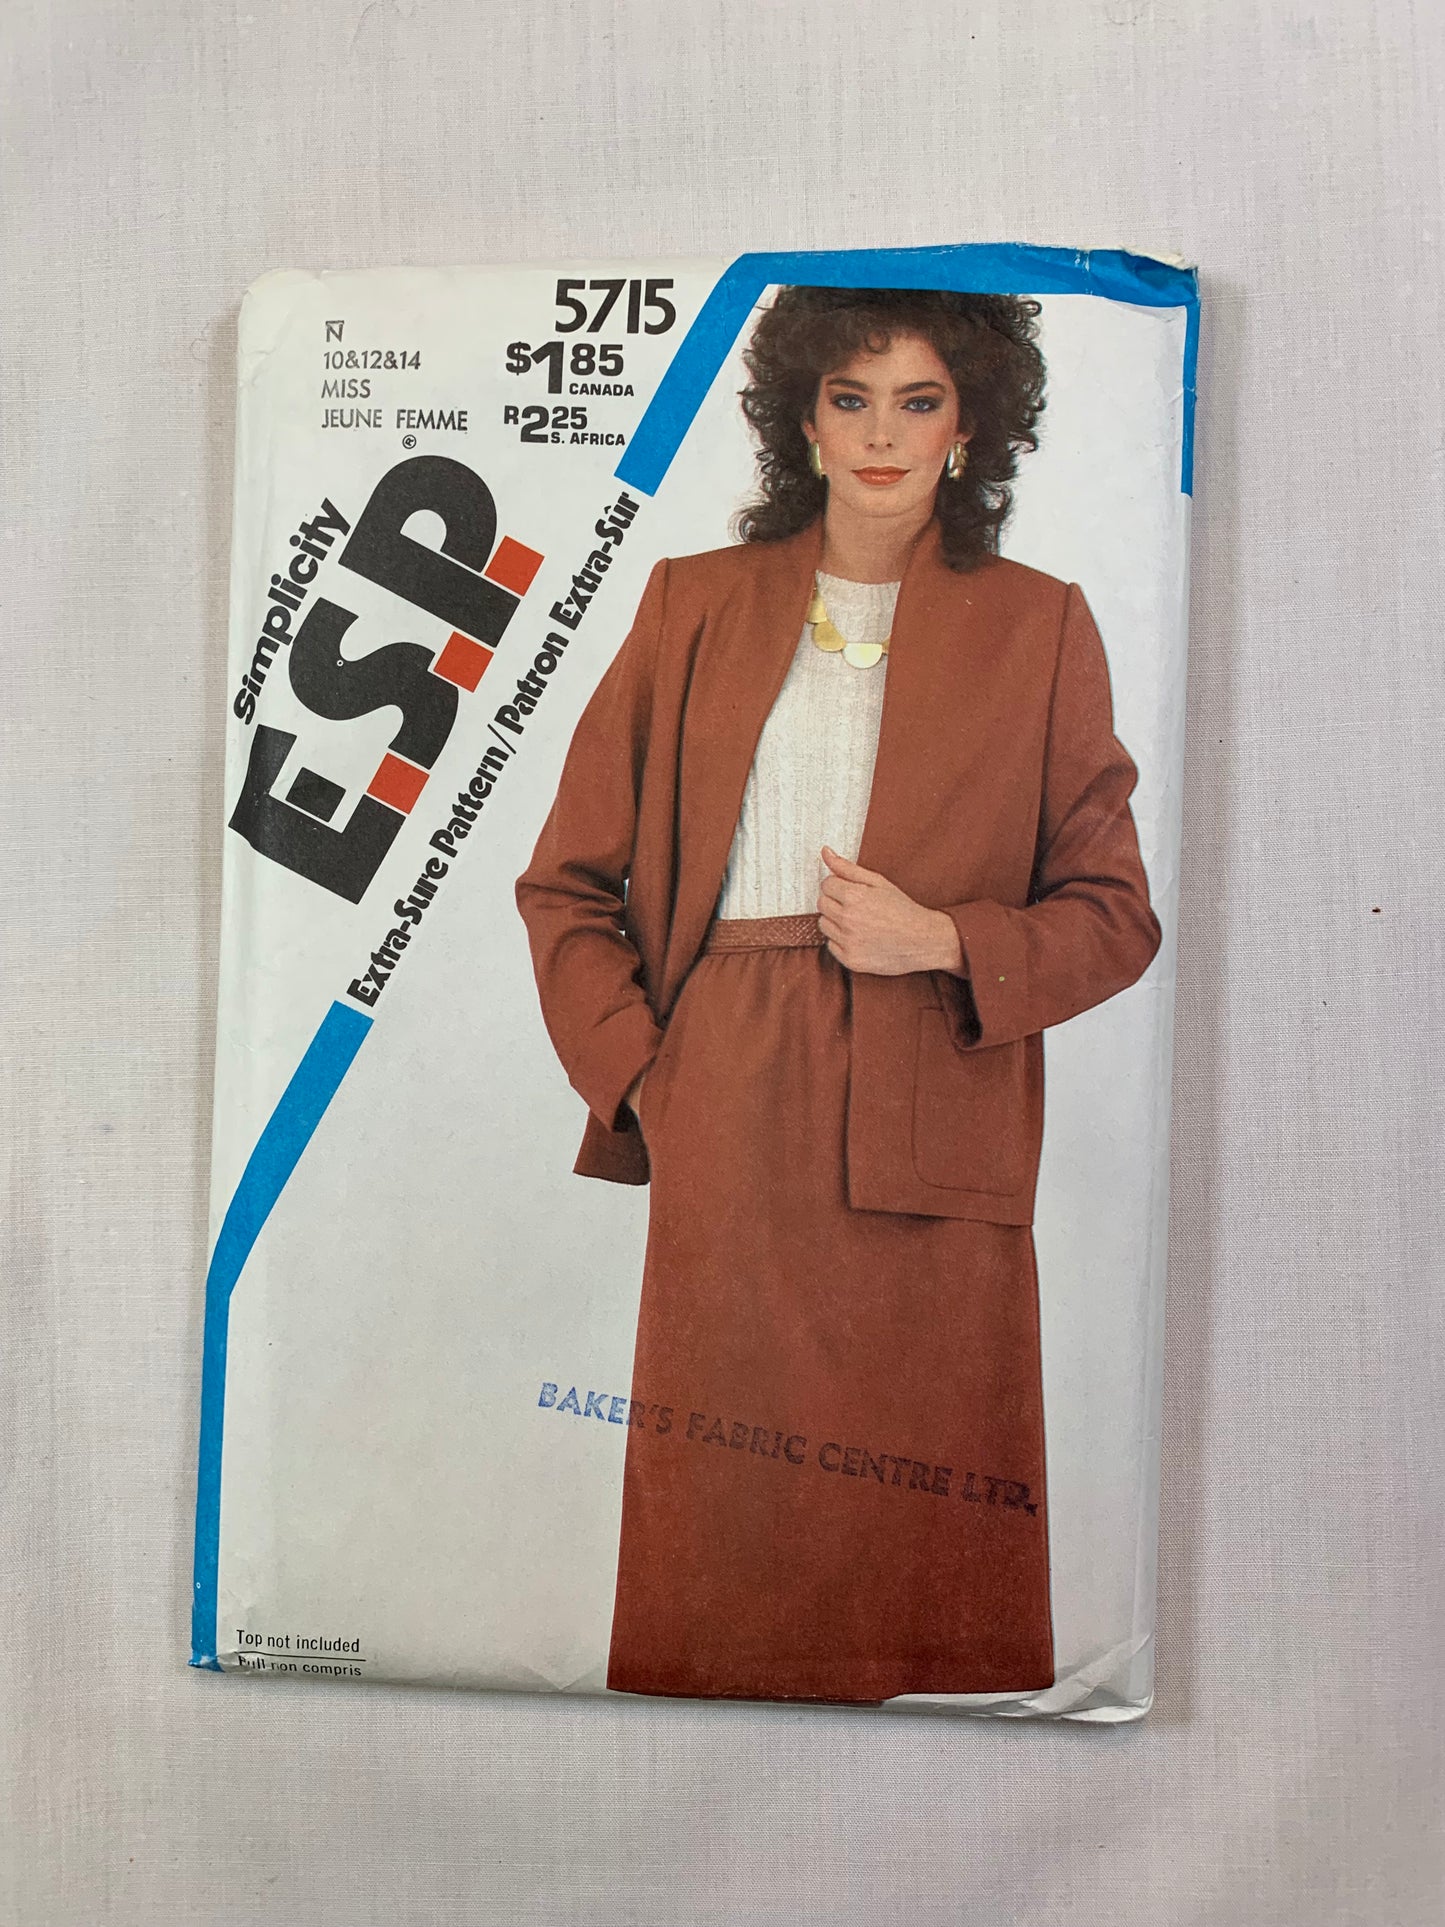 N
10&12&14
MISS
JEUNE FEMME
5715
$1.85
CANADA
R2.25
S. AFRICA
®
Simplicity
E.S.P.
Extra-Sure Pattern/Patron Extra-Sûr
BAKER'S FABRIC CENTRE LTD.
Top not included
Pull non compris